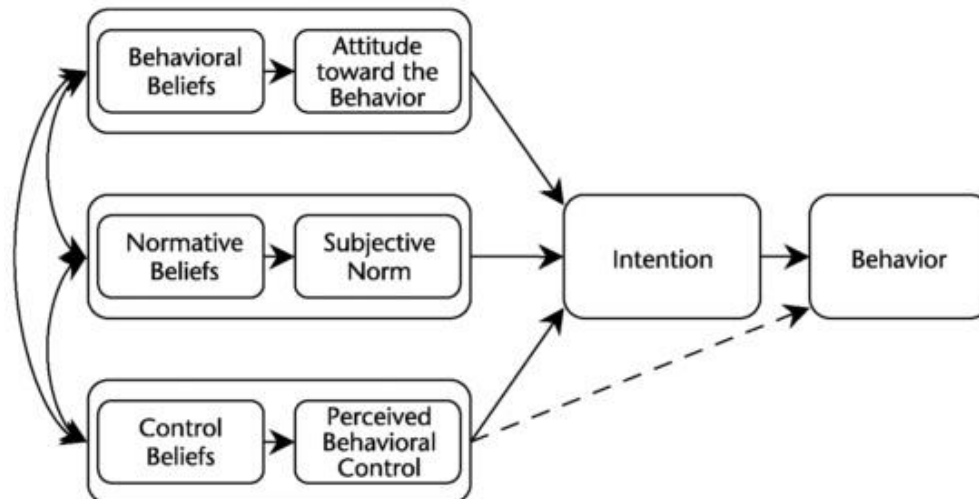 Behavioral
Beliefs
Attitude
toward the
Behavior
Normative
Beliefs
Subjective
Norm
Intention
Behavior
Control
Beliefs
Perceived
Behavioral
Control